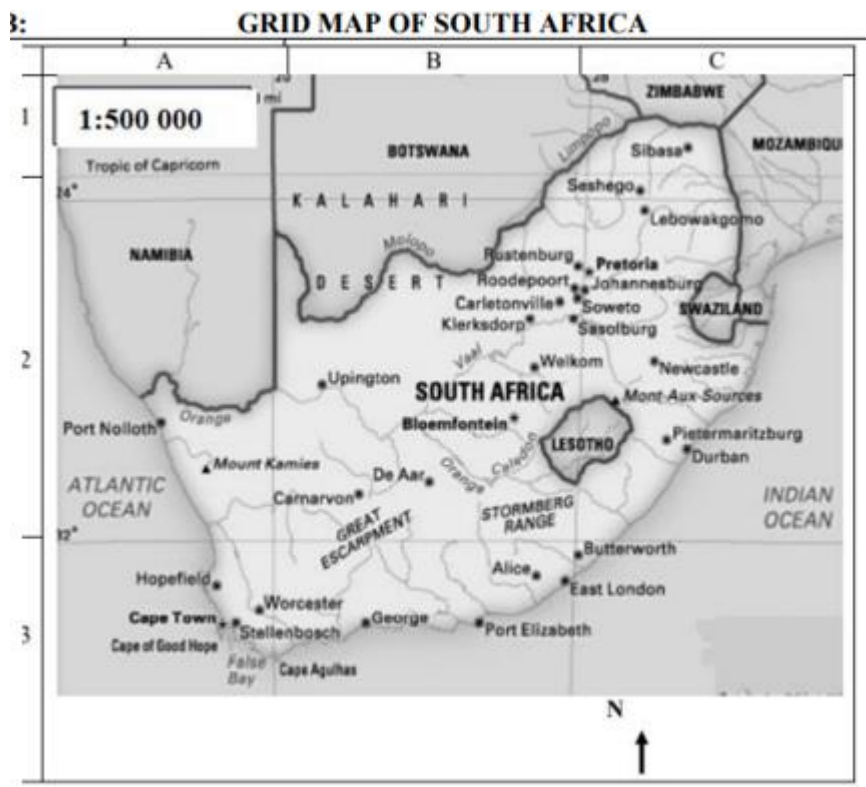 3:
GRID MAP OF SOUTH AFRICA
A B C
1
1:500 000
mi
ZIMBABWE
BOTSWANA
Limpopo
Sibasa
MOZAMBIQU
Tropic of Capricorn
24°
Seshego
KALAHARI
Lebowakgomo
NAMIBIA
Molopo
Rustenburg
Pretoria
DESERT
Roodepoort
Johannesburg
Carletonville
Soweto
SWAZILAND
Klerksdorp
Sasolburg
2
Vaal
Welkom
Newcastle
Upington
SOUTH AFRICA
Mont Aux Sources
Orange
Bloemfontein
Port Nolloth
LESOTHO
Pietermaritzburg
Durban
Mount Kamies
De Aar
Orange
Caledon
ATLANTIC
OCEAN
Carnarvon
STORMBERG
RANGE
INDIAN
OCEAN
GREAT
ESCARPMENT
32°
Butterworth
Hopefield
Alice
East London
Worcester
Cape Town
Stellenbosch
George
Port Elizabeth
3
Cape of Good Hope
False
Bay
Cape Agulhas
N